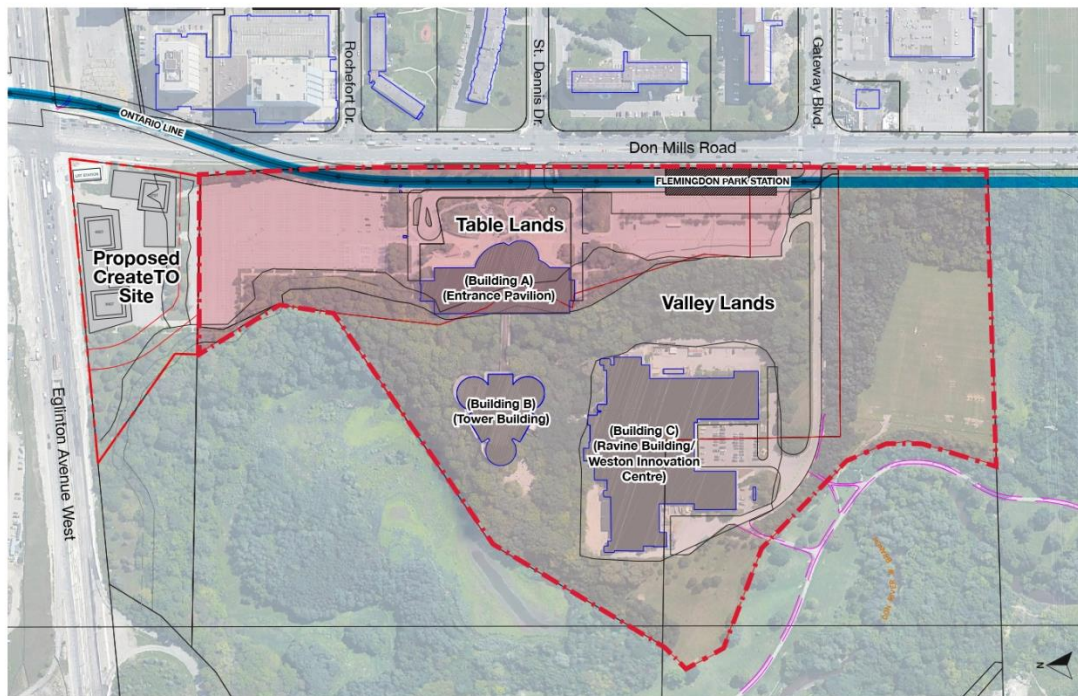 Rochefort Dr.
St. Dennis Dr.
Gateway Blvd.
ONTARIO LINE
Don Mills Road
FLEMINGDON PARK STATION
Table Lands
Proposed
CreateTO
Site
(Building A)
(Entrance Pavilion)
Valley Lands
(Building B)
(Tower Building)
(Building C)
(Ravine Building/
Weston Innovation
Centre)
Eglinton Avenue West
N